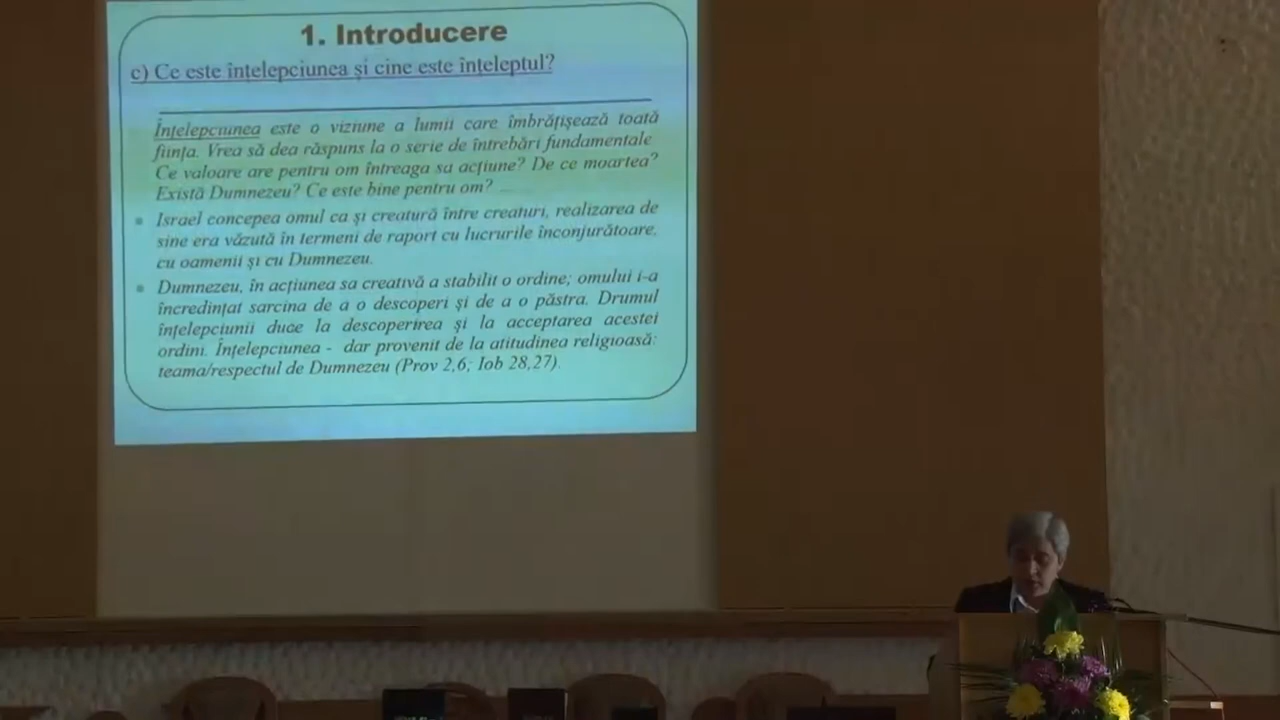 1. Introducere
c) Ce este înțelepciunea și cine este înțeleptul?
Înțelepciunea este o viziune a lumii care îmbrățișează toată
ființa. Vrea să dea răspuns la o serie de întrebări fundamentale
Ce valoare are pentru om întreaga sa acțiune? De ce moartea?
Există Dumnezeu? Ce este bine pentru om? ....
Israel concepea omul ca și creatură între creaturi, realizarea de
sine era văzută în termeni de raport cu lucrurile înconjurătoare,
cu oamenii și cu Dumnezeu.
Dumnezeu, în acțiunea sa creativă a stabilit o ordine; omului i-a
încredințat sarcina de a o descoperi și de a o păstra. Drumul
înțelepciunii duce la descoperirea și la acceptarea acestei
ordini. Înțelepciunea - dar provenit de la atitudinea religioasă:
teama/respectul de Dumnezeu (Prov 2,6; Iob 28,27).